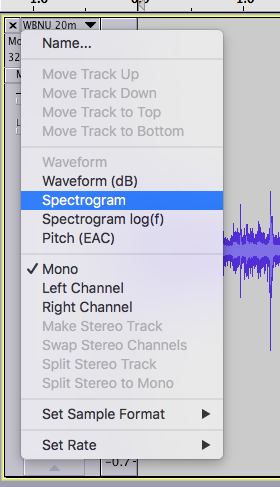 1.0
0.9
1.0
WBNU 20m
Name...
Mo
32
Move Track Up
Move Track Down
Move Track to Top
M
Move Track to Bottom
Waveform
Waveform (dB)
Spectrogram
Spectrogram log(f)
Pitch (EAC)
Mono
Left Channel
Right Channel
Make Stereo Track
Swap Stereo Channels
Split Stereo Track
Split Stereo to Mono
Set Sample Format
Set Rate
-0.7